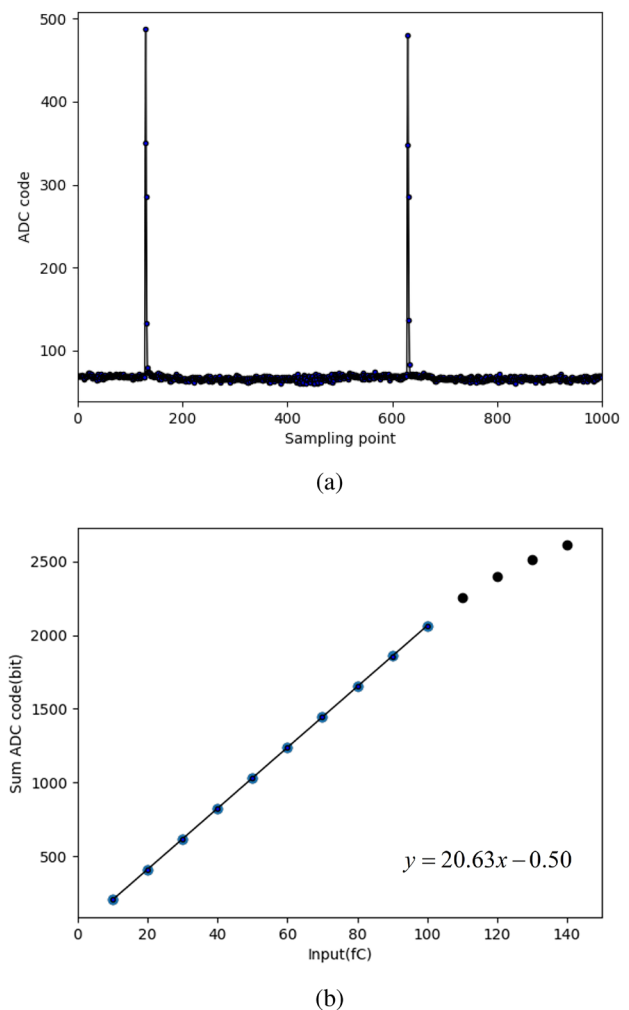 500
400
300
200
100
ADC code
0 200 400 600 800 1000
Sampling point
(a)
2500
2000
1500
1000
500
Sum ADC code(bit)
y = 20.63x − 0.50
0 20 40 60 80 100 120 140
Input(fC)
(b)